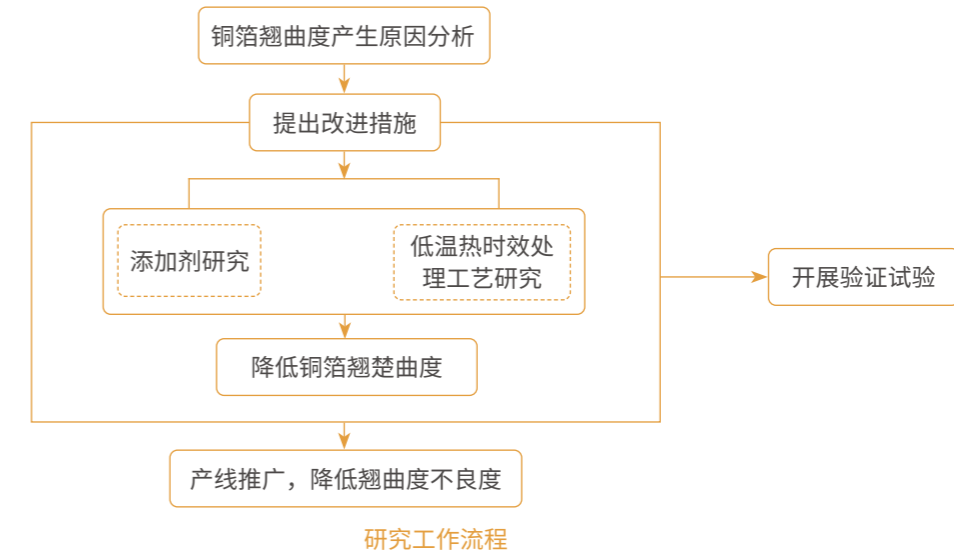 铜箔翘曲度产生原因分析
提出改进措施
添加剂研究
低温热时效处
理工艺研究
开展验证试验
降低铜箔翘楚曲度
产线推广，降低翘曲度不良度
研究工作流程